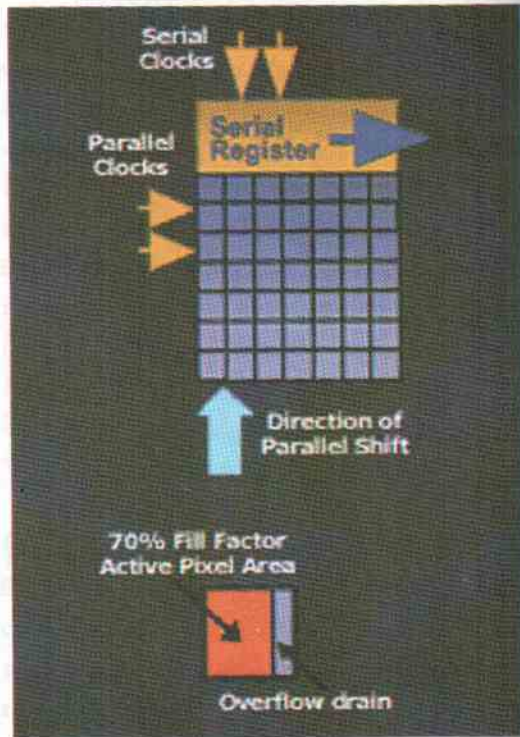 Serial
Clocks
Serial
Register
Parallel
Clocks
Direction of
Parallel Shift
70% Fill Factor
Active Pixel Area
Overflow drain